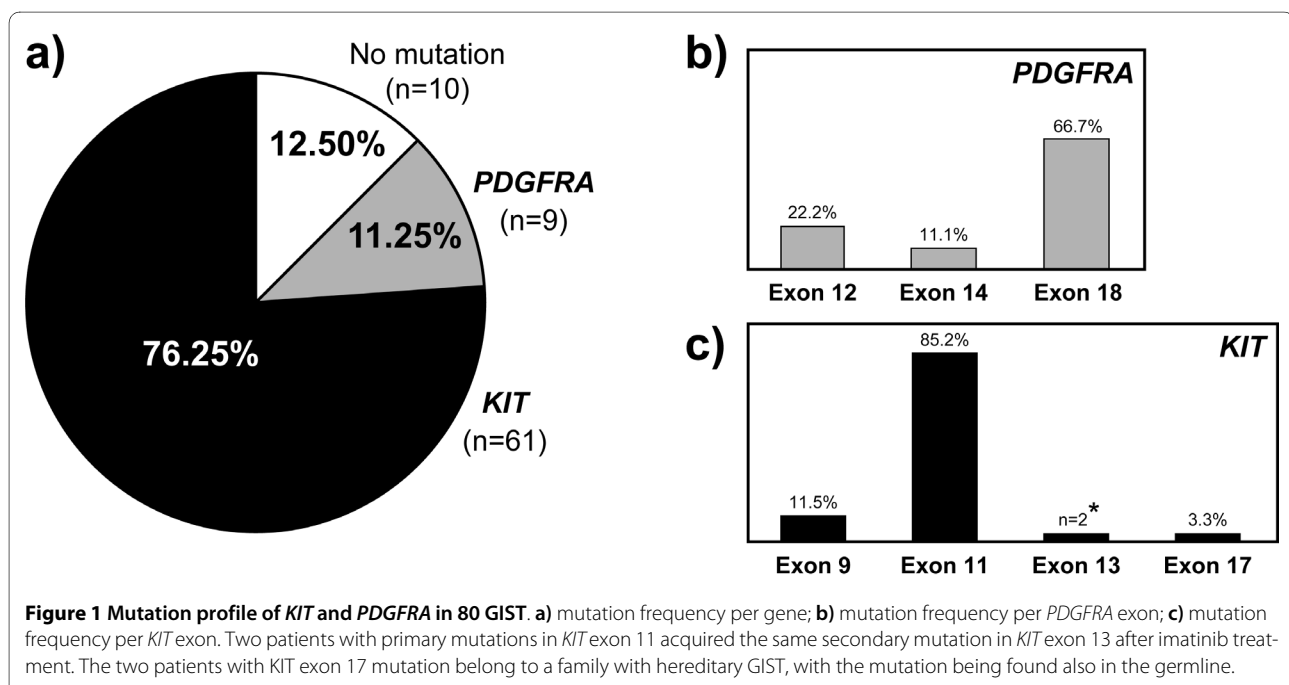 a)
No mutation
(n=10)
12.50%
PDGFRA
(n=9)
11.25%
76.25%
KIT
(n=61)
b)
PDGFRA
66.7%
22.2%
11.1%
Exon 12 Exon 14 Exon 18
c)
KIT
85.2%
11.5%
n=2*
3.3%
Exon 9 Exon 11 Exon 13 Exon 17
Figure 1 Mutation profile of KIT and PDGFRA in 80 GIST. a) mutation frequency per gene; b) mutation frequency per PDGFRA exon; c) mutation
frequency per KIT exon. Two patients with primary mutations in KIT exon 11 acquired the same secondary mutation in KIT exon 13 after imatinib treat-
ment. The two patients with KIT exon 17 mutation belong to a family with hereditary GIST, with the mutation being found also in the germline.